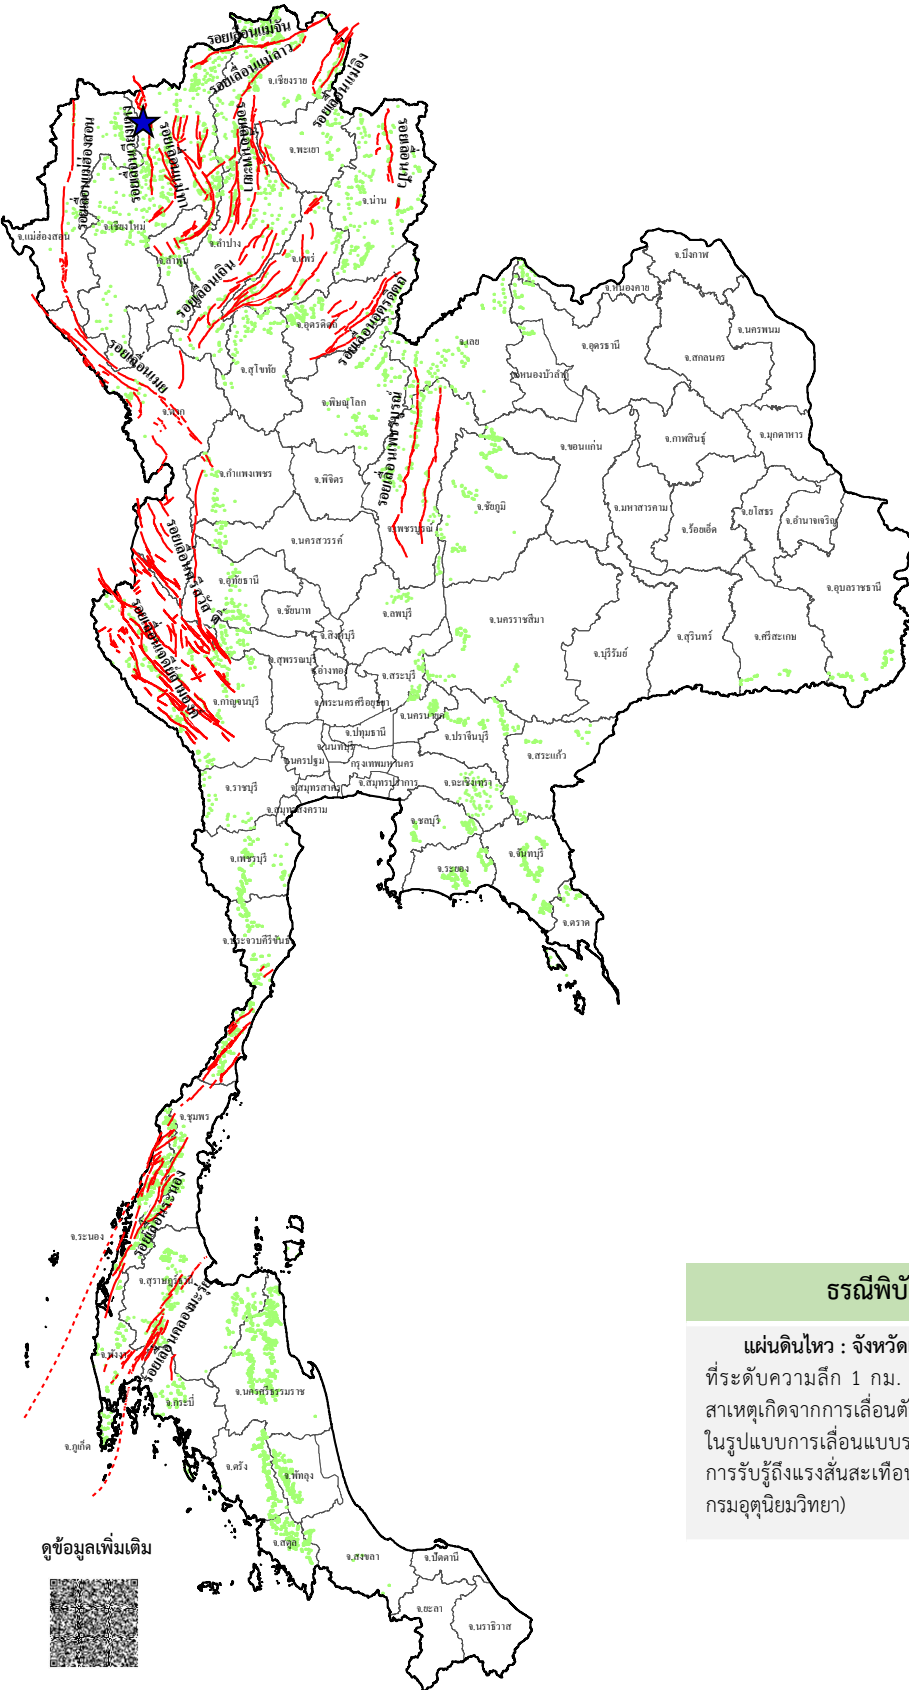 รอยเลื่อนแม่จัน
รอยเลื่อนแม่ลาว
จ.เชียงราย
รอยเลื่อนแม่อิง
รอยเลื่อนแม่ฮ่องสอน
รอยเลื่อนแม่ทา
รอยเลื่อนพะเยา
จ.พะเยา
รอยเลื่อนปัว
จ.น่าน
จ.แม่ฮ่องสอน
จ.เชียงใหม่
จ.ลำพูน
จ.ลำปาง
จ.แพร่
รอยเลื่อนเถิน
จ.บึงกาฬ
จ.หนองคาย
จ.อุตรดิตถ์
รอยเลื่อนอุตรดิตถ์
จ.เลย
จ.อุดรธานี
จ.นครพนม
จ.สกลนคร
รอยเลื่อนเมย
จ.สุโขทัย
จ.หนองบัวลำภู
จ.ตาก
จ.พิษณุโลก
รอยเลื่อนเพชรบูรณ์
จ.ขอนแก่น
จ.กาฬสินธุ์
จ.มุกดาหาร
จ.กำแพงเพชร
จ.พิจิตร
จ.ชัยภูมิ
จ.มหาสารคาม
จ.ร้อยเอ็ด
จ.ยโสธร
จ.อำนาจเจริญ
จ.เพชรบูรณ์
จ.นครสวรรค์
รอยเลื่อนศรีสวัสดิ์
จ.อุทัยธานี
จ.อุบลราชธานี
รอยเลื่อนเจดีย์สามองค์
จ.ชัยนาท
จ.ลพบุรี
จ.นครราชสีมา
จ.สิงห์บุรี
จ.บุรีรัมย์
จ.สุรินทร์
จ.ศรีสะเกษ
จ.สุพรรณบุรี
จ.อ่างทอง
จ.สระบุรี
จ.กาญจนบุรี
จ.พระนครศรีอยุธยา
จ.นครนายก
จ.ปทุมธานี
จ.ปราจีนบุรี
จ.นนทบุรี
จ.นครปฐม
กรุงเทพมหานคร
จ.สระแก้ว
จ.ราชบุรี
จ.สมุทรสาคร
จ.สมุทรปราการ
จ.ฉะเชิงเทรา
จ.สมุทรสงคราม
จ.ชลบุรี
จ.เพชรบุรี
จ.ระยอง
จ.จันทบุรี
จ.ตราด
จ.ประจวบคีรีขันธ์
จ.ชุมพร
รอยเลื่อนระนอง
จ.ระนอง
จ.สุราษฎร์ธานี
รอยเลื่อนคลองมะรุ่ย
จ.พังงา
จ.กระบี่
จ.นครศรีธรรมราช
จ.ภูเก็ต
จ.ตรัง
จ.พัทลุง
จ.สตูล
จ.สงขลา
จ.ปัตตานี
จ.ยะลา
จ.นราธิวาส
ธรณีพิบั
แผ่นดินไหว : จังหวัด
ที่ระดับความลึก 1 กม.
สาเหตุเกิดจากการเลื่อนตั
ในรูปแบบการเลื่อนแบบร
การรับรู้ถึงแรงสั่นสะเทือน
กรมอุตุนิยมวิทยา)
ดูข้อมูลเพิ่มเติม